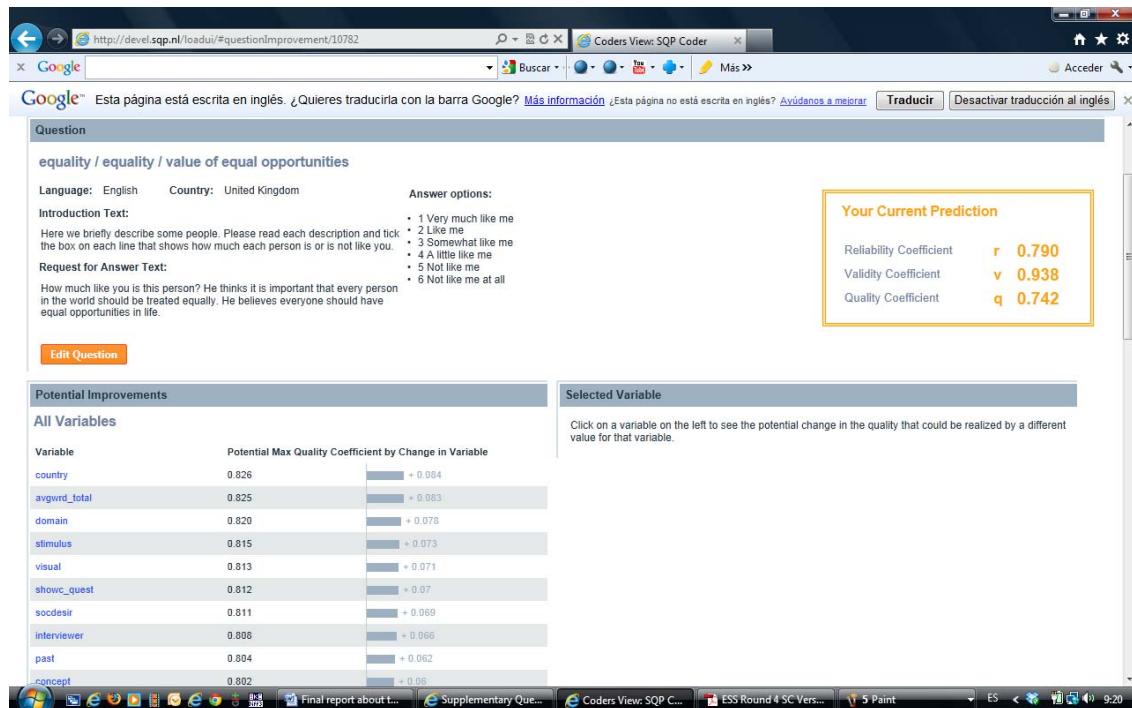 http://devel.sqp.nl/loadui/#questionImprovement/10782
Coders View: SQP Coder
x Google
Buscar
Más >>
Acceder
Google™ Esta página está escrita en inglés. ¿Quieres traducirla con la barra Google? Más información ¿Esta página no está escrita en inglés? Ayúdanos a mejorar Traducir Desactivar traducción al inglés
Question
equality / equality / value of equal opportunities
Language: English Country: United Kingdom
Introduction Text:
Here we briefly describe some people. Please read each description and tick
the box on each line that shows how much each person is or is not like you.
Request for Answer Text:
How much like you is this person? He thinks it is important that every person
in the world should be treated equally. He believes everyone should have
equal opportunities in life.
Answer options:
• 1 Very much like me
• 2 Like me
• 3 Somewhat like me
• 4 A little like me
• 5 Not like me
• 6 Not like me at all
Your Current Prediction
Reliability Coefficient r 0.790
Validity Coefficient v 0.938
Quality Coefficient q 0.742
Edit Question
Potential Improvements
All Variables
Variable Potential Max Quality Coefficient by Change in Variable
country 0.826 + 0.084
avgwrd_total 0.825 + 0.083
domain 0.820 + 0.078
stimulus 0.815 + 0.073
visual 0.813 + 0.071
showc_quest 0.812 + 0.07
socdesir 0.811 + 0.069
interviewer 0.808 + 0.066
past 0.804 + 0.062
concept 0.802 + 0.06
Selected Variable
Click on a variable on the left to see the potential change in the quality that could be realized by a different
value for that variable.
Final report about t...
Supplementary Que...
Coders View: SQP C...
ESS Round 4 SC Vers...
5 Paint
ES
9:20